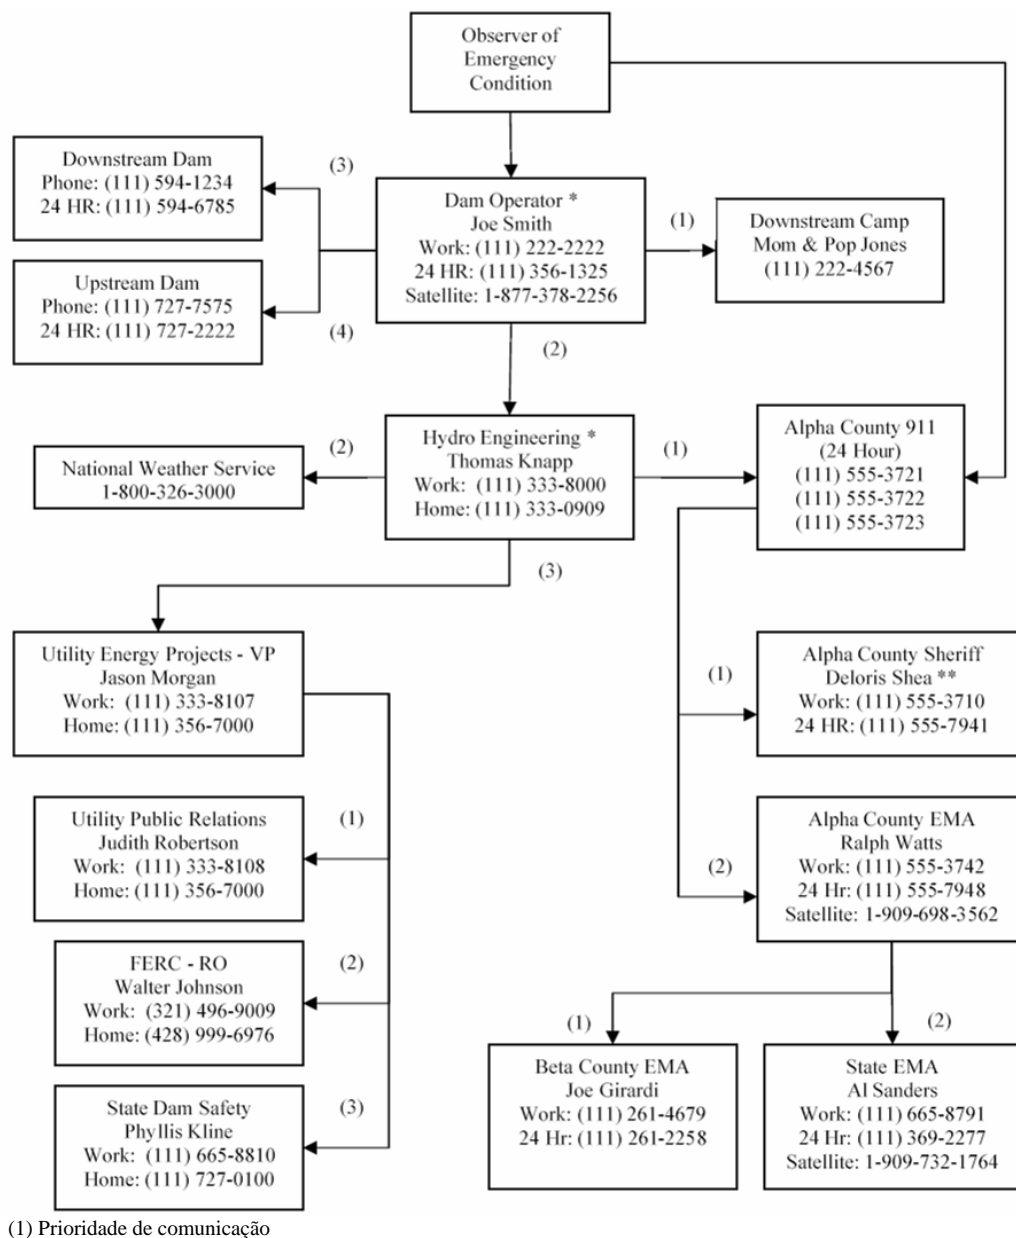 Observer of
Emergency
Condition
Downstream Dam
Phone: (111) 594-1234
24 HR: (111) 594-6785
(3)
Dam Operator *
Joe Smith
Work: (111) 222-2222
24 HR: (111) 356-1325
Satellite: 1-877-378-2256
(1)
Downstream Camp
Mom & Pop Jones
(111) 222-4567
Upstream Dam
Phone: (111) 727-7575
24 HR: (111) 727-2222
(4)
(2)
National Weather Service
1-800-326-3000
(2)
Hydro Engineering *
Thomas Knapp
Work: (111) 333-8000
Home: (111) 333-0909
(1)
Alpha County 911
(24 Hour)
(111) 555-3721
(111) 555-3722
(111) 555-3723
(3)
Utility Energy Projects - VP
Jason Morgan
Work: (111) 333-8107
Home: (111) 356-7000
(1)
Alpha County Sheriff
Deloris Shea **
Work: (111) 555-3710
24 HR: (111) 555-7941
Utility Public Relations
Judith Robertson
Work: (111) 333-8108
Home: (111) 356-7000
(1)
(2)
Alpha County EMA
Ralph Watts
Work: (111) 555-3742
24 Hr: (111) 555-7948
Satellite: 1-909-698-3562
FERC - RO
Walter Johnson
Work: (321) 496-9009
Home: (428) 999-6976
(2)
(1)
(2)
Beta County EMA
Joe Girardi
Work: (111) 261-4679
24 Hr: (111) 261-2258
State EMA
Al Sanders
Work: (111) 665-8791
24 Hr: (111) 369-2277
Satellite: 1-909-732-1764
State Dam Safety
Phyllis Kline
Work: (111) 665-8810
Home: (111) 727-0100
(3)
(1) Prioridade de comunicação